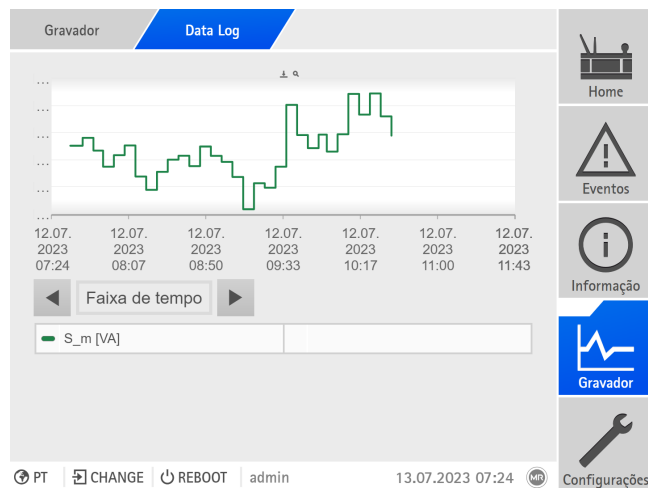 Gravador
Data Log
Home
...
...
...
...
...
...
12.07. 12.07. 12.07. 12.07. 12.07. 12.07. 12.07.
2023 2023 2023 2023 2023 2023 2023
07:24 08:07 08:50 09:33 10:17 11:00 11:43
Eventos
Informação
Faixa de tempo
S_m [VA]
Gravador
PT CHANGE REBOOT admin 13.07.2023 07:24 MR
Configurações